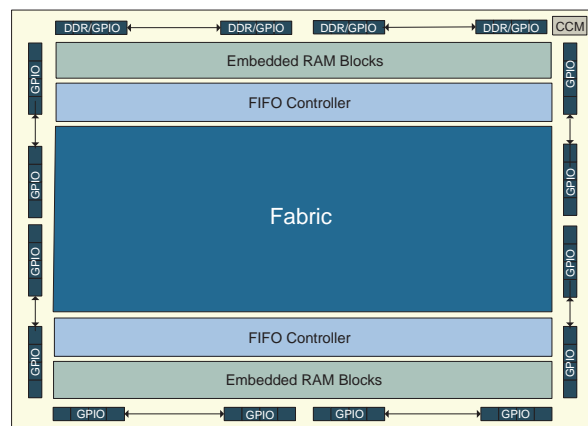 DDR/GPIO DDR/GPIO DDR/GPIO DDR/GPIO CCM
Embedded RAM Blocks
FIFO Controller
GPIO
GPIO
GPIO
GPIO
Fabric
GPIO
GPIO
GPIO
GPIO
FIFO Controller
Embedded RAM Blocks
GPIO GPIO GPIO GPIO